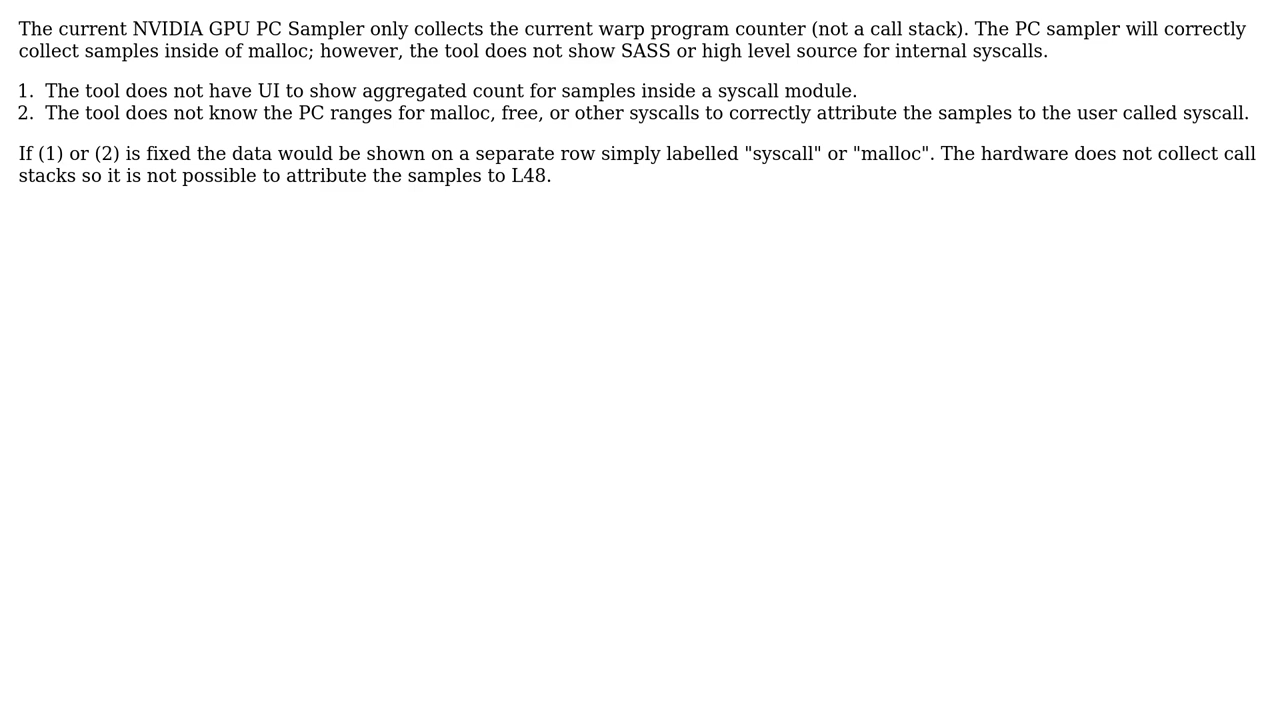 The current NVIDIA GPU PC Sampler only collects the current warp program counter (not a call stack). The PC sampler will correctly
collect samples inside of malloc; however, the tool does not show SASS or high level source for internal syscalls.
1. The tool does not have UI to show aggregated count for samples inside a syscall module.
2. The tool does not know the PC ranges for malloc, free, or other syscalls to correctly attribute the samples to the user called syscall.
If (1) or (2) is fixed the data would be shown on a separate row simply labelled "syscall" or "malloc". The hardware does not collect call
stacks so it is not possible to attribute the samples to L48.